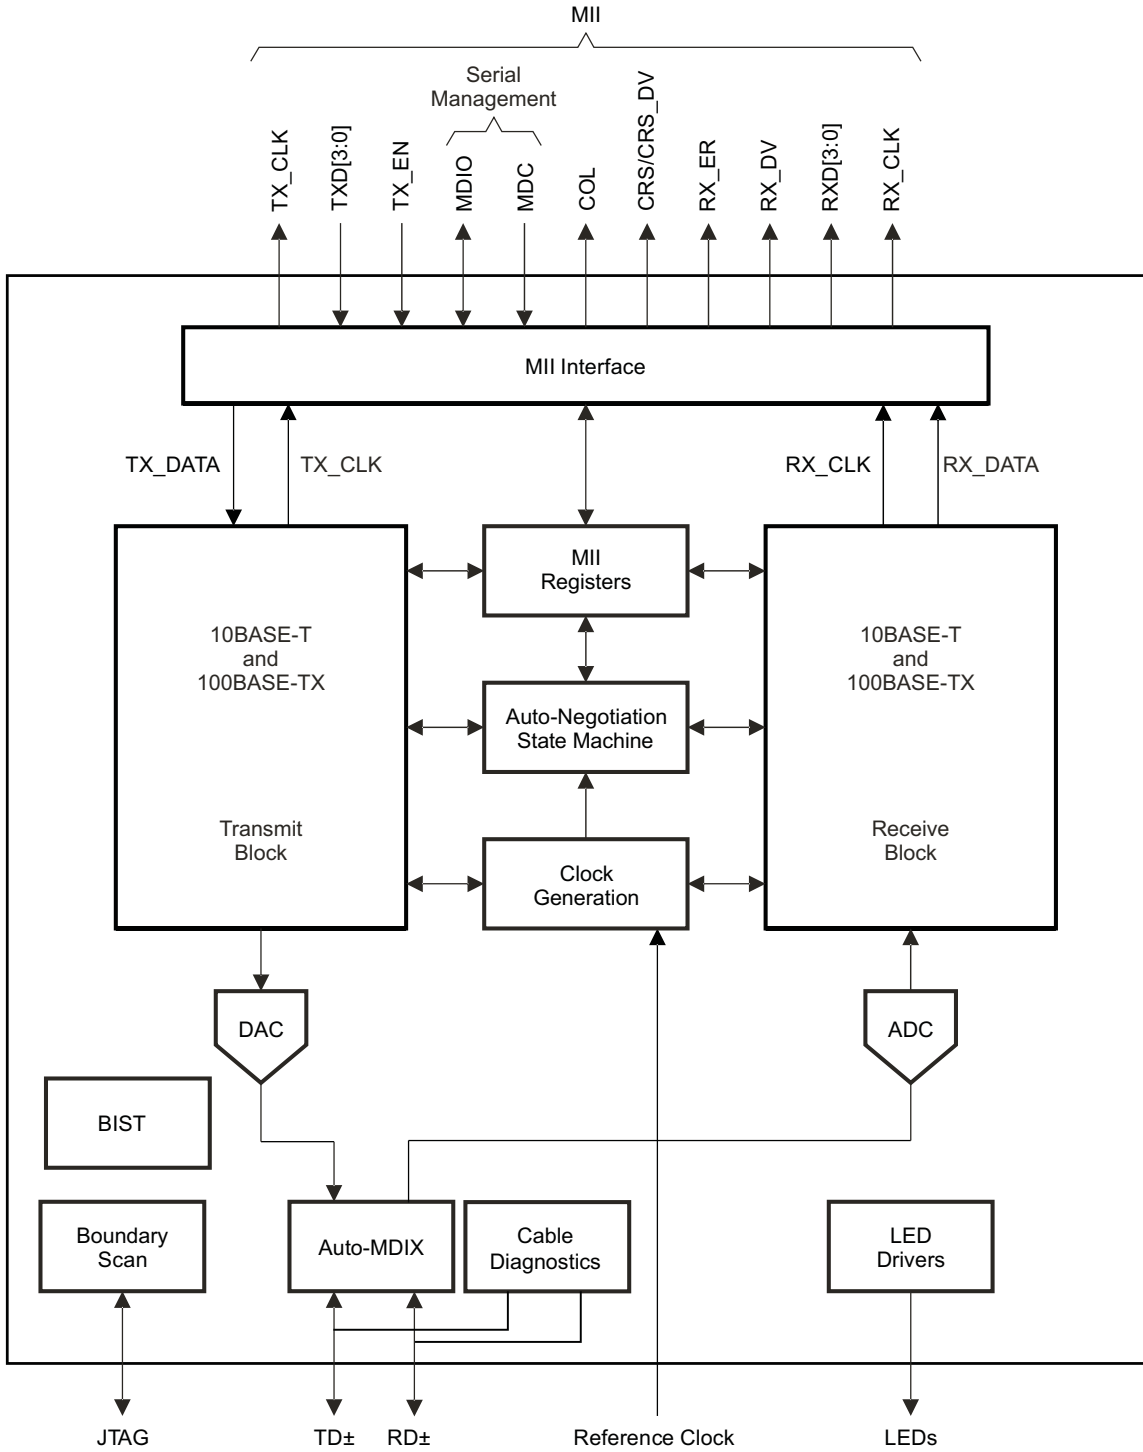 MII
Serial
Management
TX_CLK
TXD[3:0]
TX_EN
MDIO
MDC
COL
CRS/CRS_DV
RX_ER
RX_DV
RXD[3:0]
RX_CLK
MII Interface
TX_DATA
TX_CLK
RX_CLK
RX_DATA
MII
Registers
10BASE-T
and
100BASE-TX
10BASE-T
and
100BASE-TX
Auto-Negotiation
State Machine
Transmit
Block
Receive
Block
Clock
Generation
DAC
ADC
BIST
Boundary
Scan
Auto-MDIX
Cable
Diagnostics
LED
Drivers
JTAG
TD±
RD±
Reference Clock
LEDs